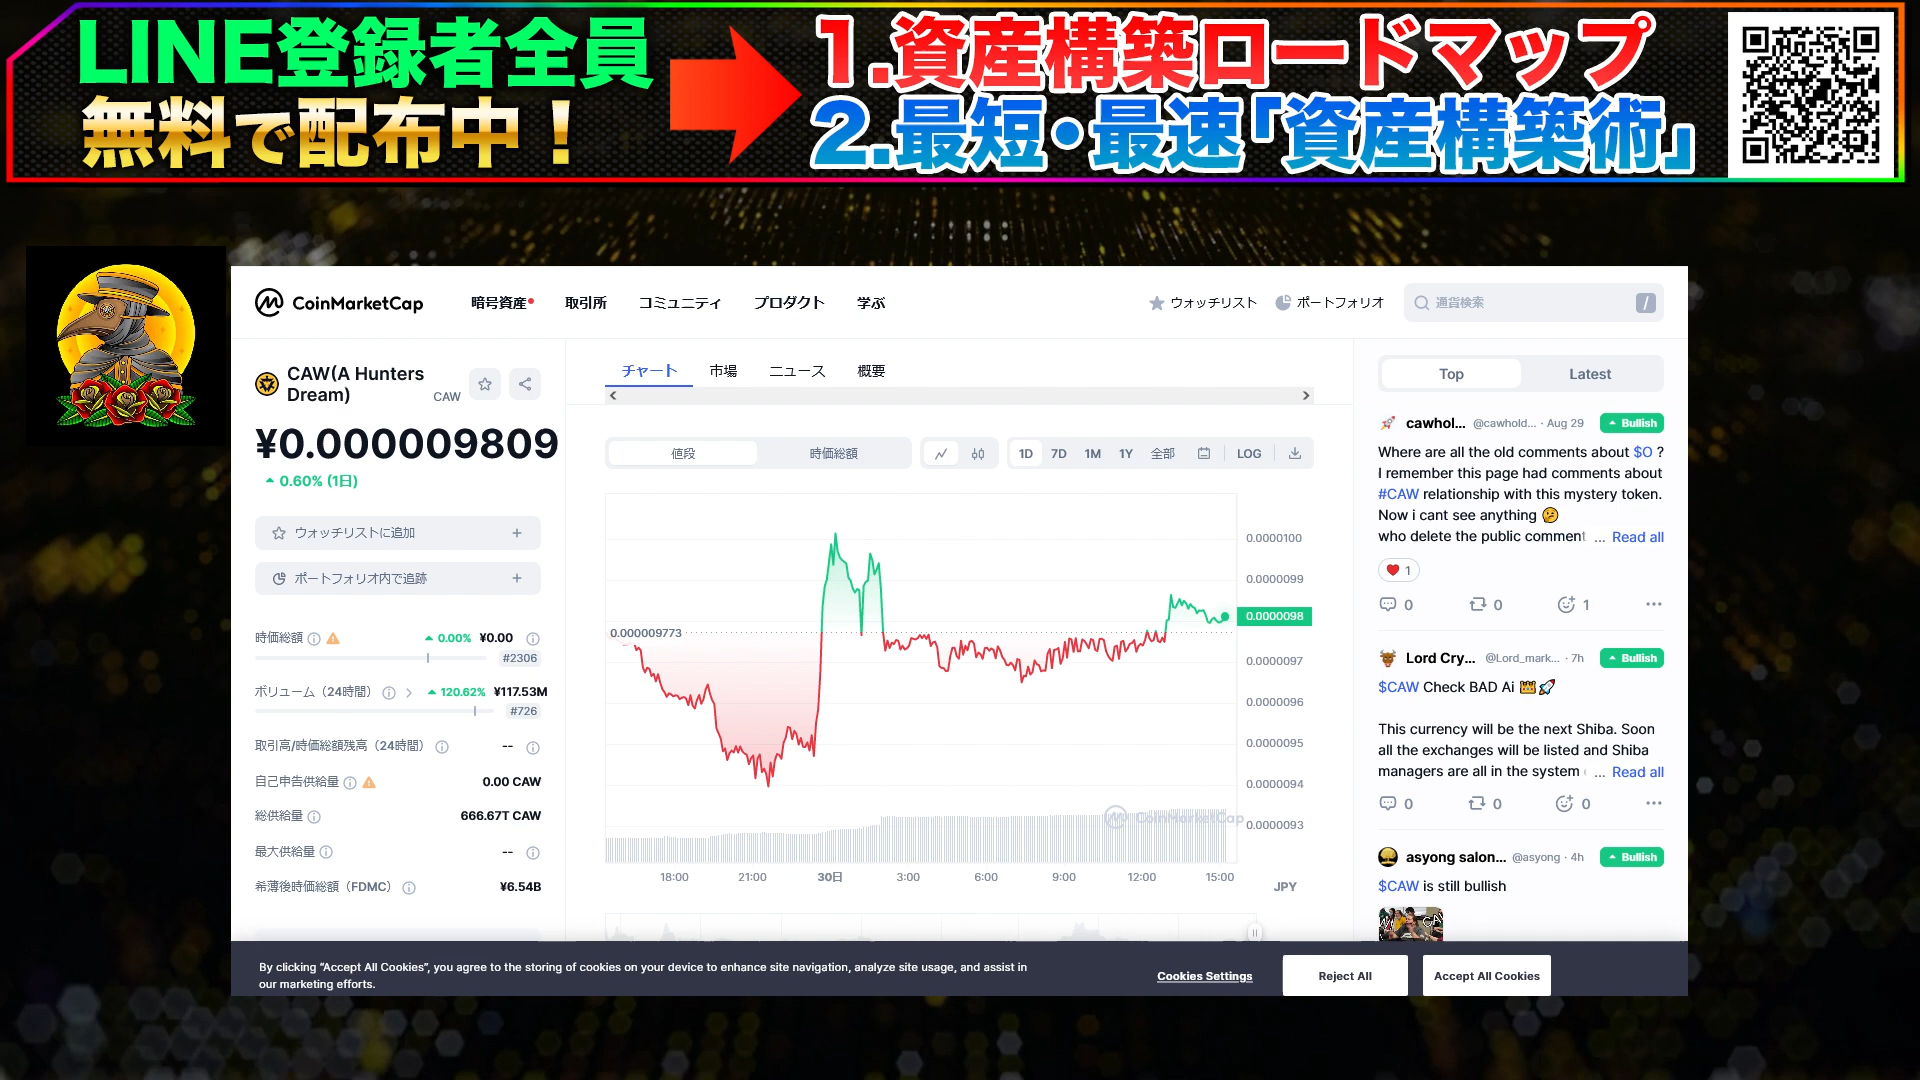 LINE登録者全員
無料で配布中！
1.資産構築ロードマップ
2.最短・最速「資産構築術」
CoinMarketCap
暗号資産
取引所
コミュニティ
プロダクト
学ぶ
ウォッチリスト
ポートフォリオ
通貨検索
/
CAW(A Hunters
Dream)
CAW
¥0.000009809
0.60% (1日)
ウォッチリストに追加
+
ポートフォリオ内で追跡
+
時価総額
0.00%
¥0.00
#2306
ボリューム（24時間）
120.62%
¥117.53M
#726
取引高/時価総額残高（24時間）
--
自己申告供給量
0.00 CAW
総供給量
666.67T CAW
最大供給量
--
希薄後時価総額（FDMC）
¥6.54B
チャート
市場
ニュース
概要
値段
時価総額
1D
7D
1M
1Y
全部
LOG
0.000009773
0.0000100
0.0000099
0.0000098
0.0000097
0.0000096
0.0000095
0.0000094
0.0000093
CoinMarketCap
18:00
21:00
30日
3:00
6:00
9:00
12:00
15:00
JPY
Top
Latest
cawhol... @cawhold... · Aug 29
Bullish
Where are all the old comments about $O ?
I remember this page had comments about
#CAW relationship with this mystery token.
Now i cant see anything 🤔
who delete the public comment ... Read all
❤ 1
0
0
1
Lord Cry... @Lord_mark... · 7h
Bullish
$CAW Check BAD Ai 👑🚀
This currency will be the next Shiba. Soon
all the exchanges will be listed and Shiba
managers are all in the system ... Read all
0
0
0
asyong salon... @asyong · 4h
Bullish
$CAW is still bullish
By clicking “Accept All Cookies”, you agree to the storing of cookies on your device to enhance site navigation, analyze site usage, and assist in
our marketing efforts.
Cookies Settings
Reject All
Accept All Cookies